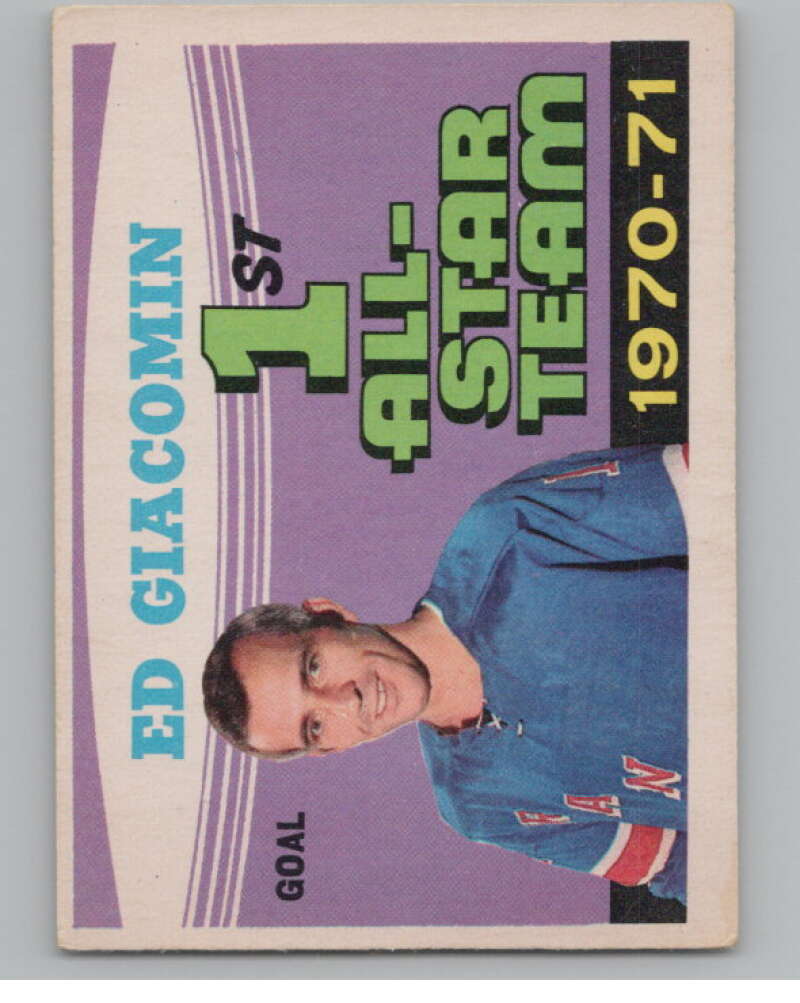 ED GIACOMIN
1ST
ALL-
STAR
TEAM
GOAL
1970-71